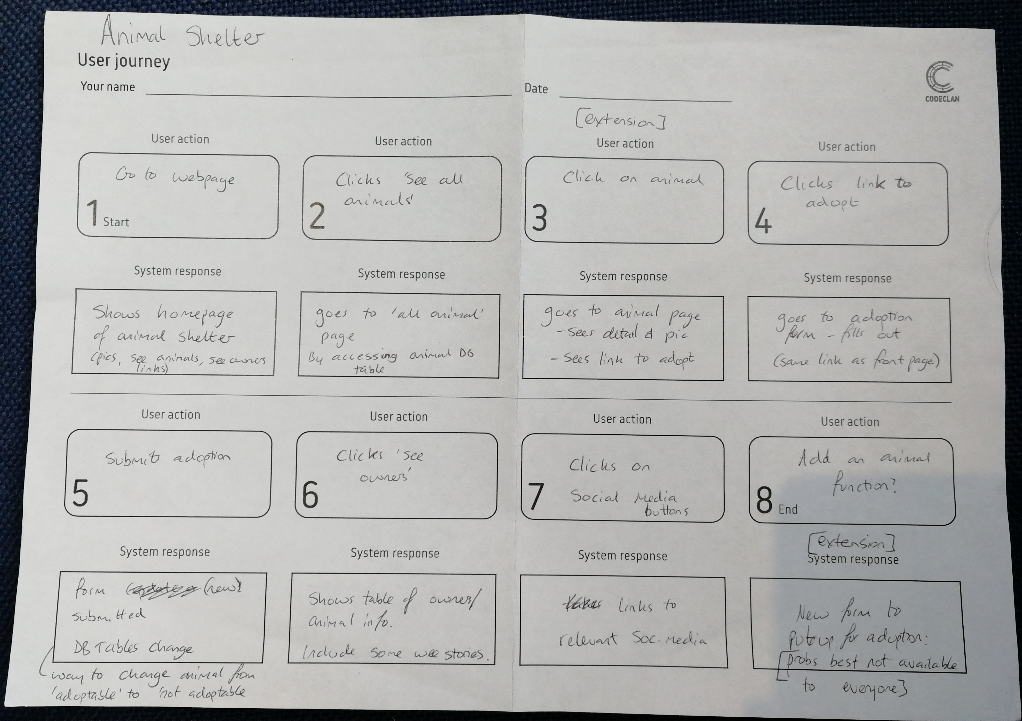 Animal Shelter
User journey
Your name
Date
CODECLAN
[extension]
User action
User action
User action
User action
Go to webpage
1 Start
Clicks 'see all
animals'
2
Click on animal
3
Clicks link to
adopt
4
System response
System response
System response
System response
Shows homepage
of animal shelter
(pics, see animals, see owners
links)
goes to 'all animal'
page
By accessing animal DB
table
goes to animal page
- Sees detail & pic
- Sees link to adopt
goes to adoption
form - fills out
(same link as front page)
User action
User action
User action
User action
Submits adoption
5
Clicks 'see
owners'
6
Clicks on
Social Media
buttons
7
Add an animal
function?
8 End
[extension]
System response
System response
System response
System response
form (new)
submitted
DB Tables change
way to change animal from
'adoptable' to 'not adoptable
Shows table of owner/
animal info.
Include some wee stories.
links to
relevant Soc. media
New form to
Put up for adoption.
[probs best not available
to everyone]